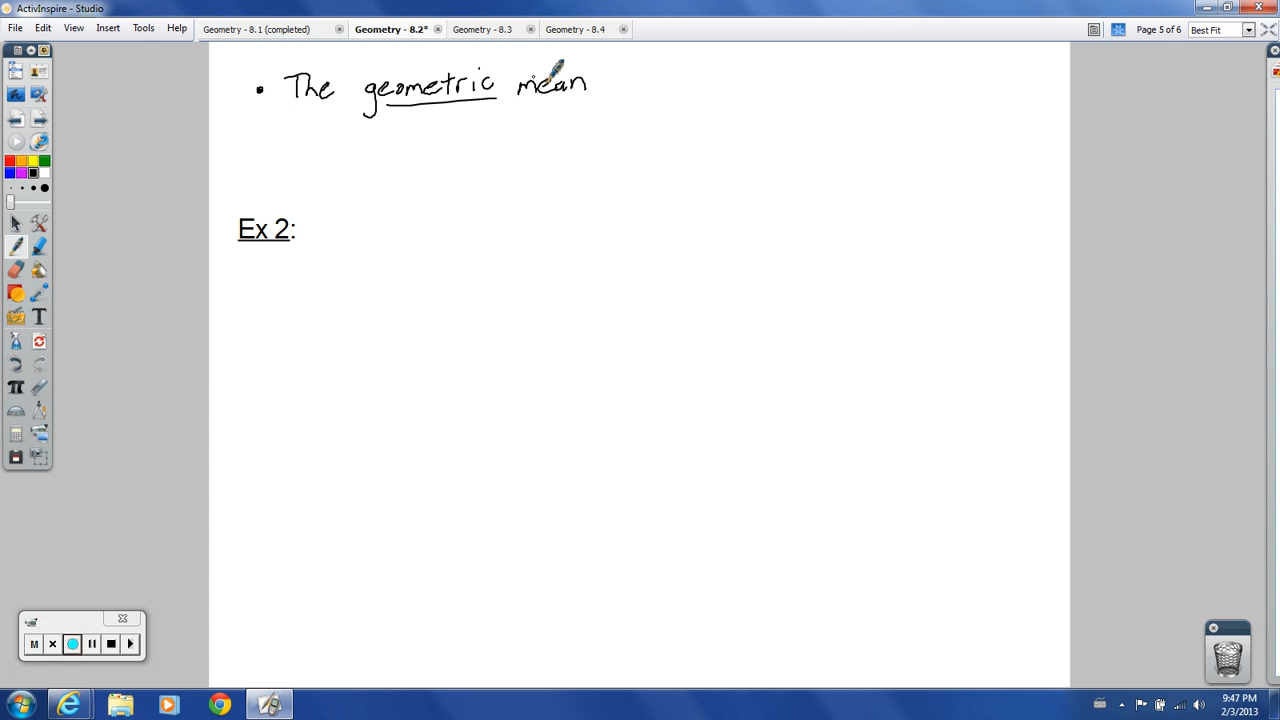 ActivInspire - Studio
File Edit View Insert Tools Help
Geometry - 8.1 (completed) Geometry - 8.2* Geometry - 8.3 Geometry - 8.4
Page 5 of 6 Best Fit
• The geometric mean
Ex 2:
T
M
9:47 PM
2/3/2013